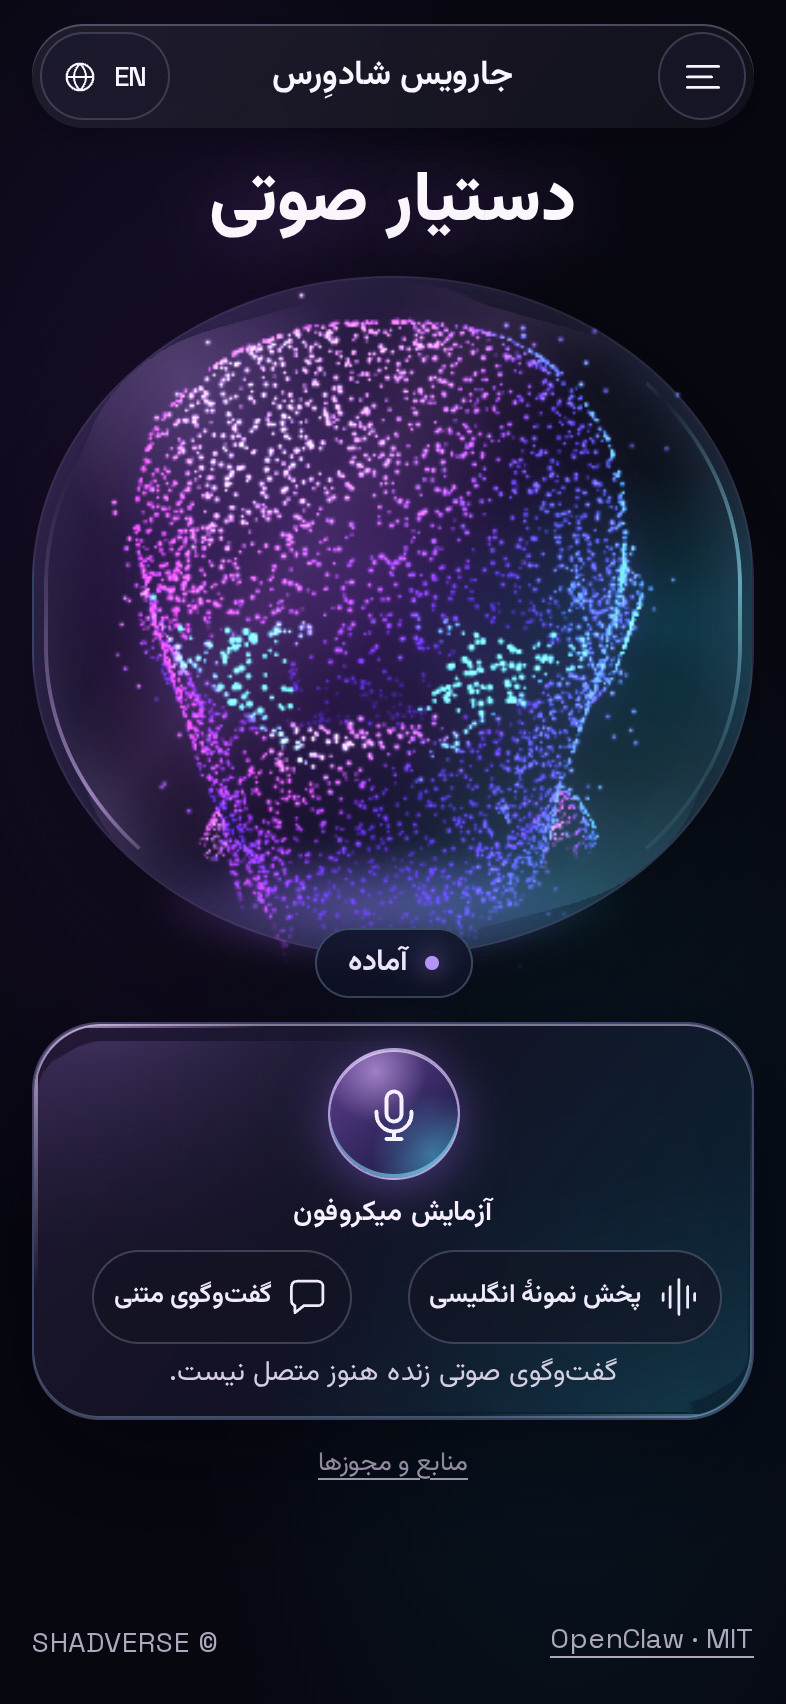 جارویس شادوِرس
EN
دستیار صوتی
آماده
آزمایش میکروفون
پخش نمونهٔ انگلیسی
گفت‌وگوی متنی
گفت‌وگوی صوتی زنده هنوز متصل نیست.
منابع و مجوزها
OpenClaw · MIT
SHADVERSE ©